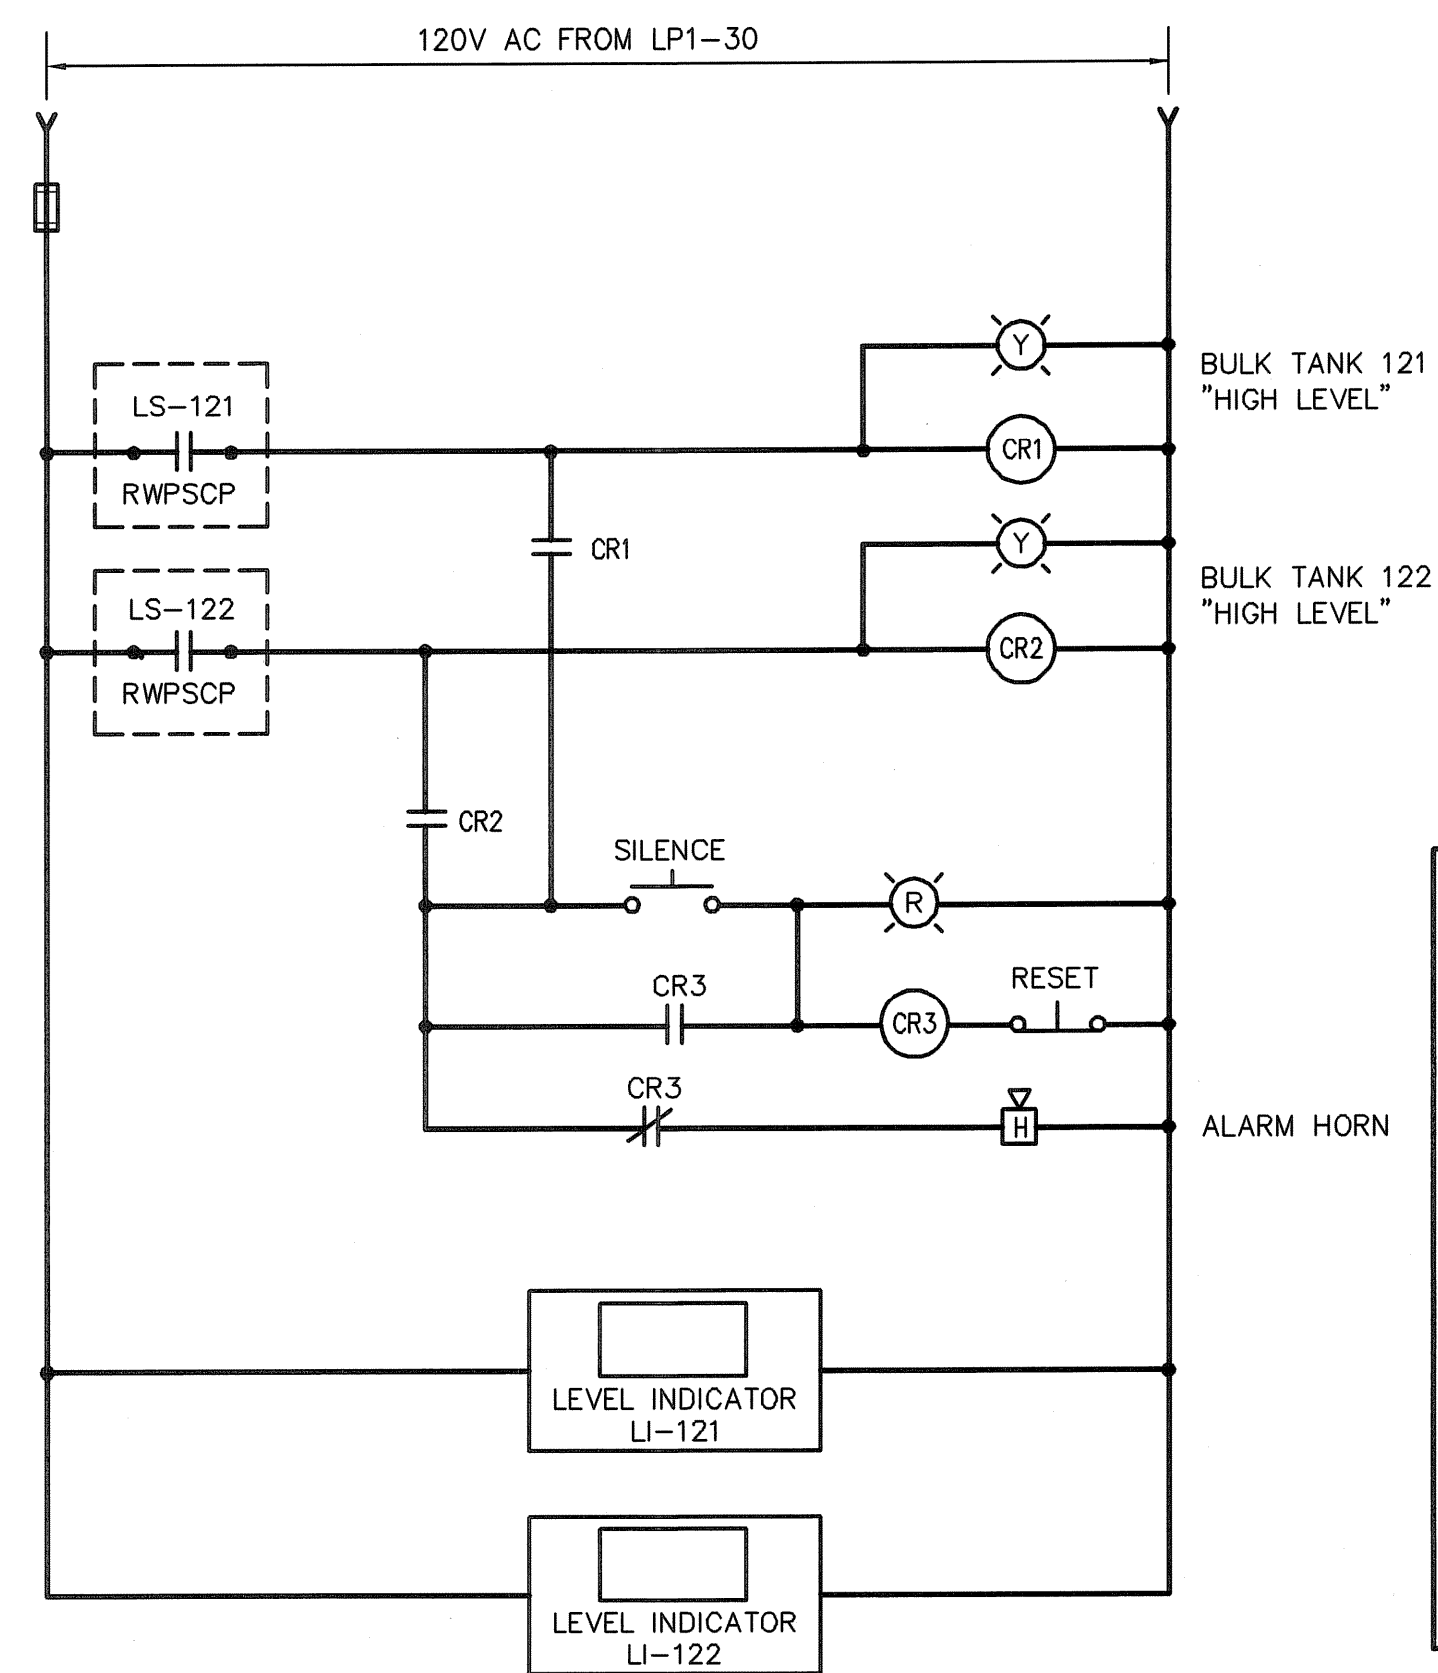 120V AC FROM LP1-30
Y
BULK TANK 121
"HIGH LEVEL"
LS-121
CR1
RWPSCP
Y
CR1
BULK TANK 122
"HIGH LEVEL"
LS-122
CR2
RWPSCP
CR2
SILENCE
R
CR3
RESET
CR3
CR3
H
ALARM HORN
LEVEL INDICATOR
LI-121
LEVEL INDICATOR
LI-122